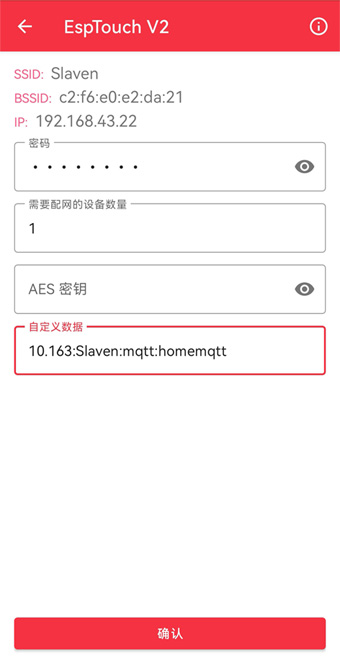 EspTouch V2
SSID: Slaven
BSSID: c2:f6:e0:e2:da:21
IP: 192.168.43.22
密码
••••••••
需要配网的设备数量
1
AES 密钥
自定义数据
10.163:Slaven:mqtt:homemqtt
确认